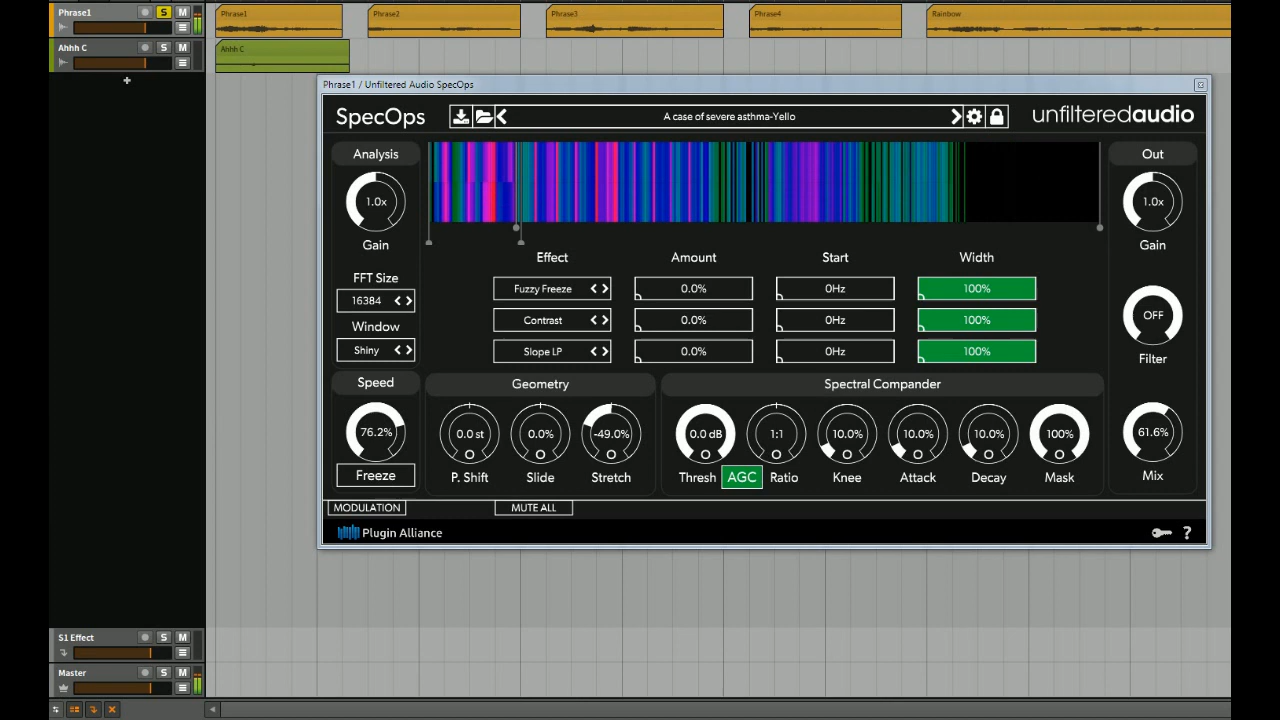 Phrase1 S M
Phrase1 Phrase2 Phrase3 Phrase4 Rainbow
Ahhh C S M
Ahhh C
+
Phrase1 / Unfiltered Audio SpecOps
SpecOps A case of severe asthma-Yello unfilteredaudio
Analysis Out
1.0x 1.0x
Gain Gain
Effect Amount Start Width
FFT Size
Fuzzy Freeze 0.0% 0Hz 100%
16384
OFF
Contrast 0.0% 0Hz 100%
Window
Shiny Slope LP 0.0% 0Hz 100%
Filter
Speed Geometry Spectral Compander
76.2% 0.0 st 0.0% -49.0% 0.0 dB 1:1 10.0% 10.0% 10.0% 100% 61.6%
Freeze P. Shift Slide Stretch Thresh AGC Ratio Knee Attack Decay Mask Mix
MODULATION MUTE ALL
Plugin Alliance ?
S1 Effect S M
Master S M